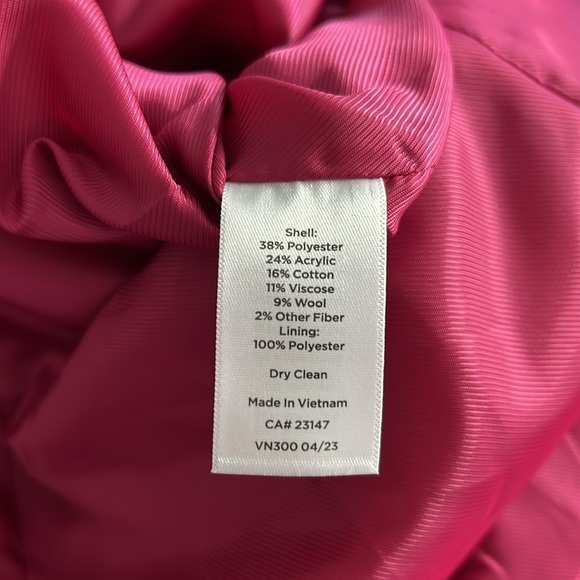 Shell:
38% Polyester
24% Acrylic
16% Cotton
11% Viscose
9% Wool
2% Other Fiber
Lining:
100% Polyester
Dry Clean
Made In Vietnam
CA# 23147
VN300 04/23